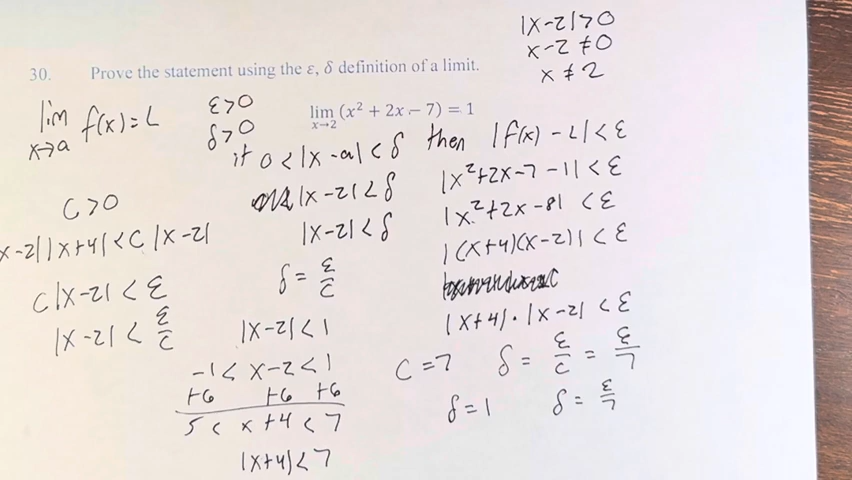 |x-2|>0
x-2≠0
x≠2
30. Prove the statement using the ε, δ definition of a limit.
lim x→a f(x)=L
ε>0
δ>0
lim x→2 (x² + 2x - 7) = 1
if 0<|x-a|<δ then |f(x)-L|<ε
|x-2|<δ
|x²+2x-7-1|<ε
C>0
|x²+2x-8|<ε
x-2||x+4|<C|x-2|
|x-2|<δ
|(x+4)(x-2)|<ε
C|x-2|<ε
δ=ε/C
|x-2|<ε/C
|x+4|·|x-2|<ε
|x-2|<1
-1<x-2<1
C=7 δ=ε/C=ε/7
+6 +6 +6
δ=1 δ=ε/7
5<x+4<7
|x+4|<7